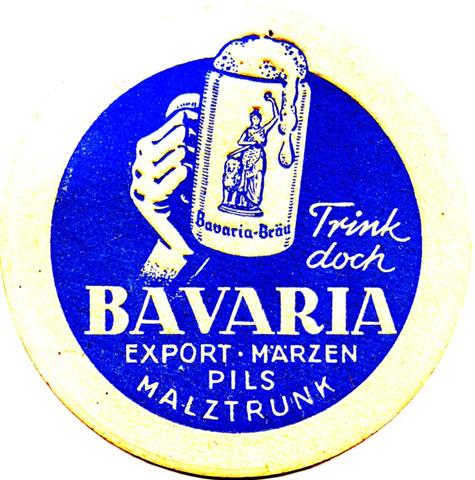 Bavaria-Bräu
Trink
doch
BAVARIA
EXPORT · MÄRZEN
PILS
MALZTRUNK